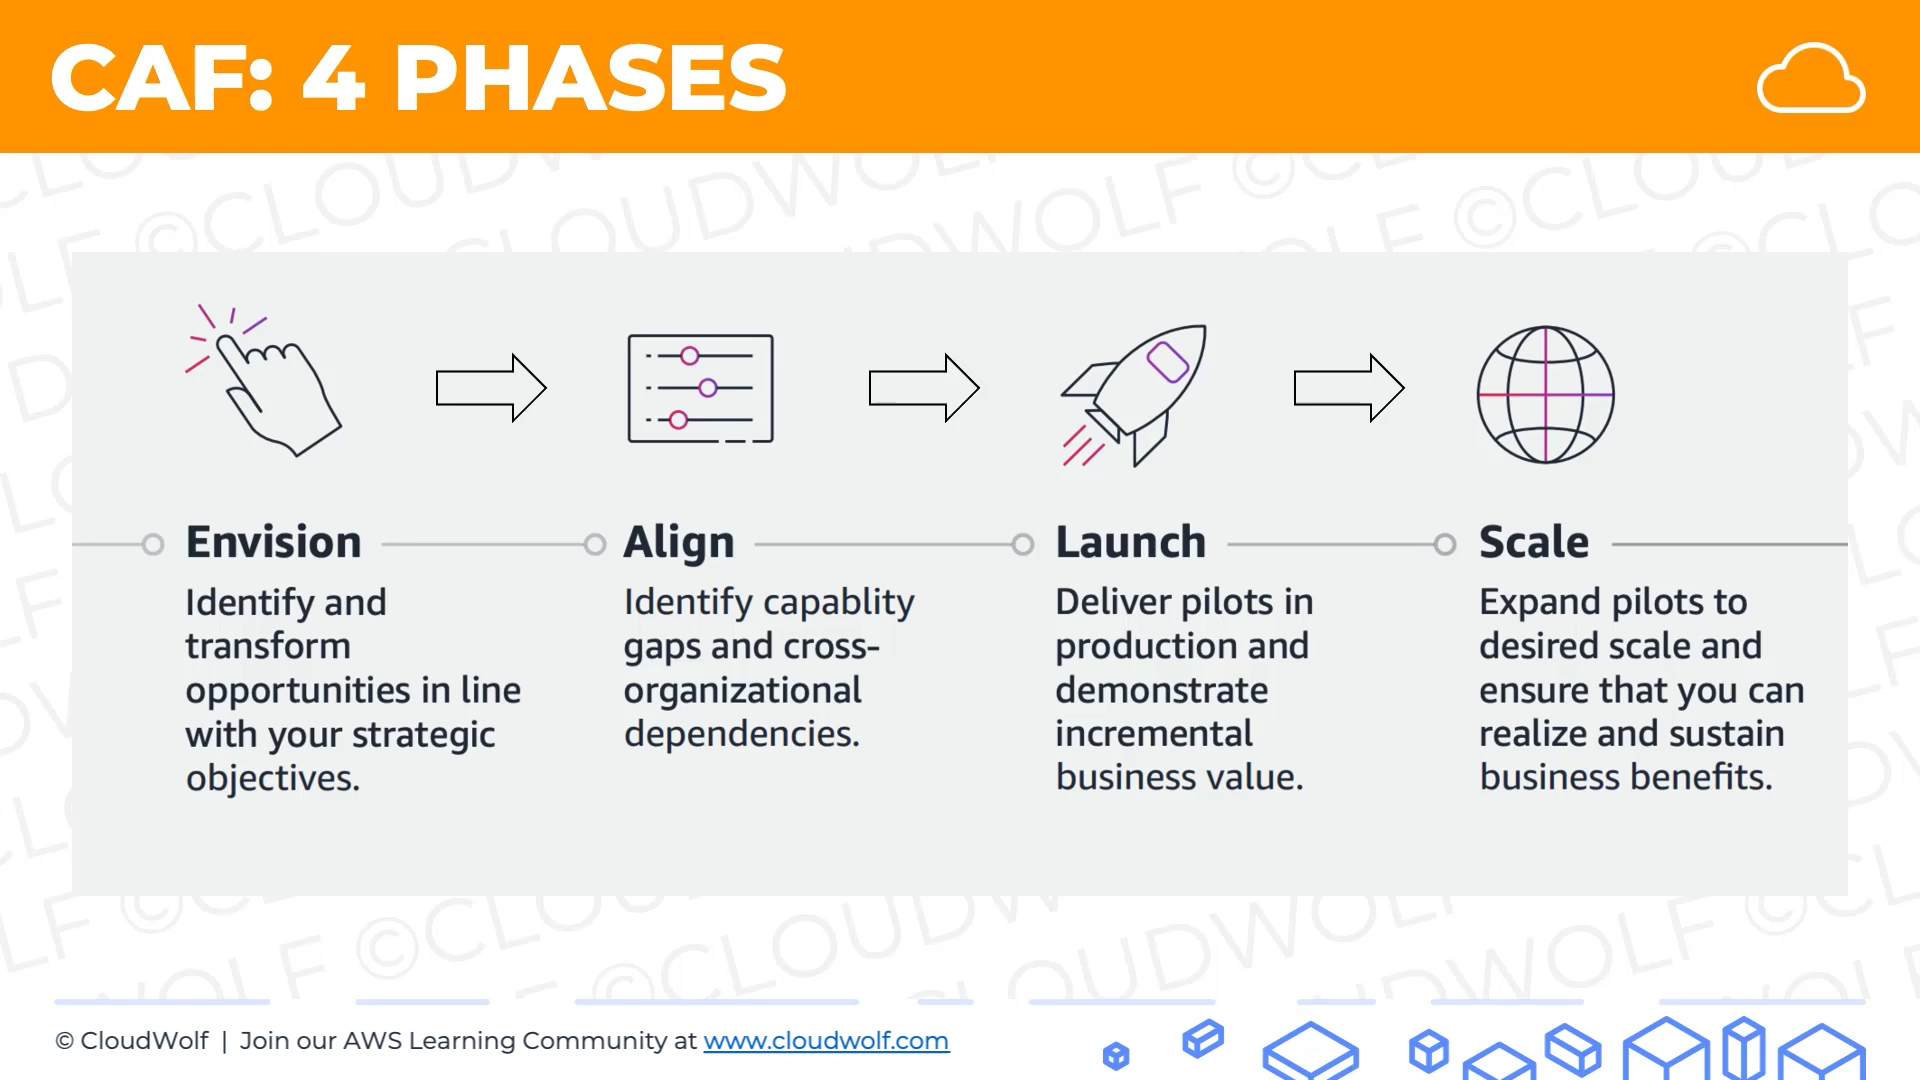 CAF: 4 PHASES
Envision
Identify and
transform
opportunities in line
with your strategic
objectives.
Align
Identify capablity
gaps and cross-
organizational
dependencies.
Launch
Deliver pilots in
production and
demonstrate
incremental
business value.
Scale
Expand pilots to
desired scale and
ensure that you can
realize and sustain
business benefits.
© CloudWolf | Join our AWS Learning Community at www.cloudwolf.com
©CLOUDWOLF